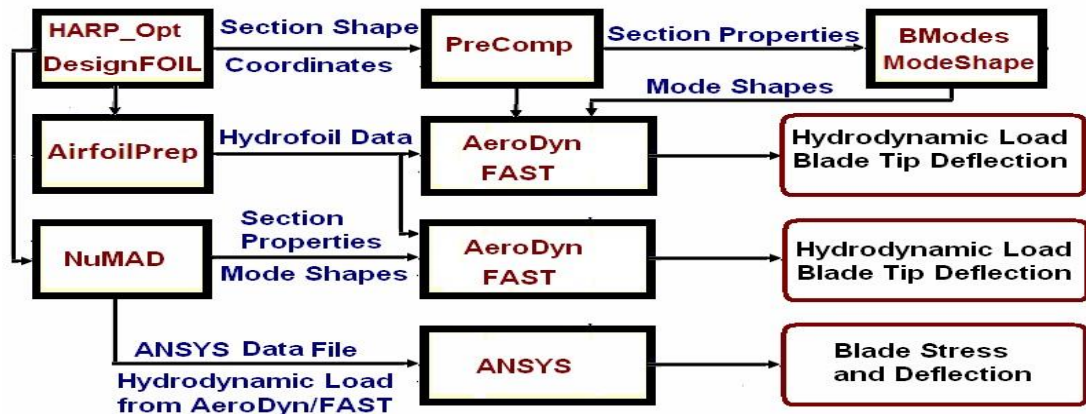 HARP_Opt
DesignFOIL
Section Shape
Coordinates
PreComp
Section Properties
BModes
ModeShape
Mode Shapes
AirfoilPrep
Hydrofoil Data
AeroDyn
FAST
Hydrodynamic Load
Blade Tip Deflection
NuMAD
Section
Properties
Mode Shapes
AeroDyn
FAST
Hydrodynamic Load
Blade Tip Deflection
ANSYS Data File
Hydrodynamic Load
from AeroDyn/FAST
ANSYS
Blade Stress
and Deflection